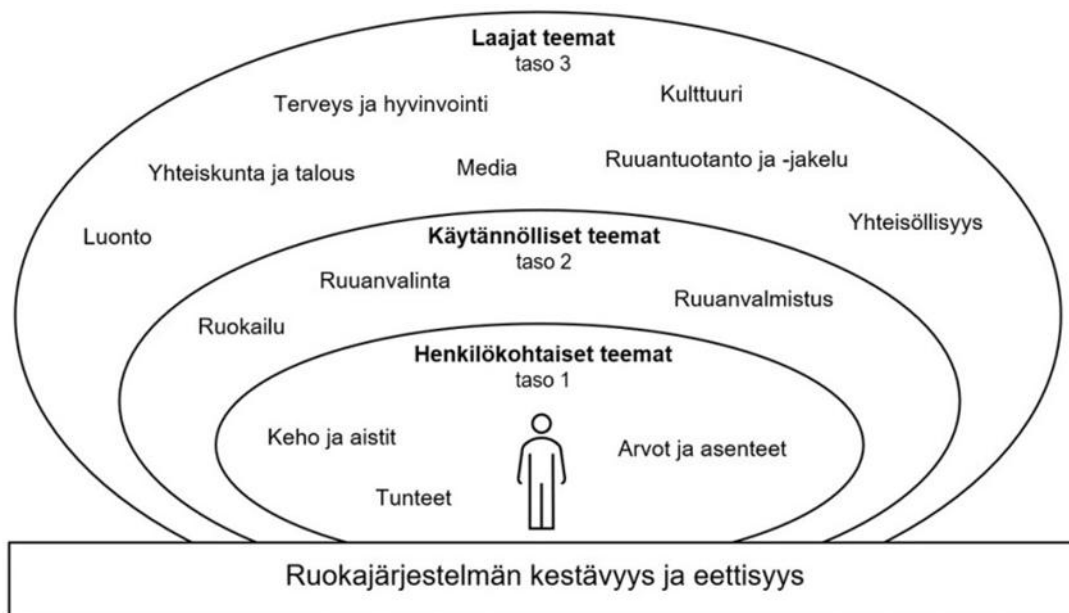 Laajat teemat
taso 3
Kulttuuri
Terveys ja hyvinvointi
Ruuantuotanto ja -jakelu
Media
Yhteiskunta ja talous
Yhteisöllisyys
Luonto
Käytännölliset teemat
taso 2
Ruuanvalinta
Ruuanvalmistus
Ruokailu
Henkilökohtaiset teemat
taso 1
Keho ja aistit
Arvot ja asenteet
Tunteet
Ruokajärjestelmän kestävyys ja eettisyys